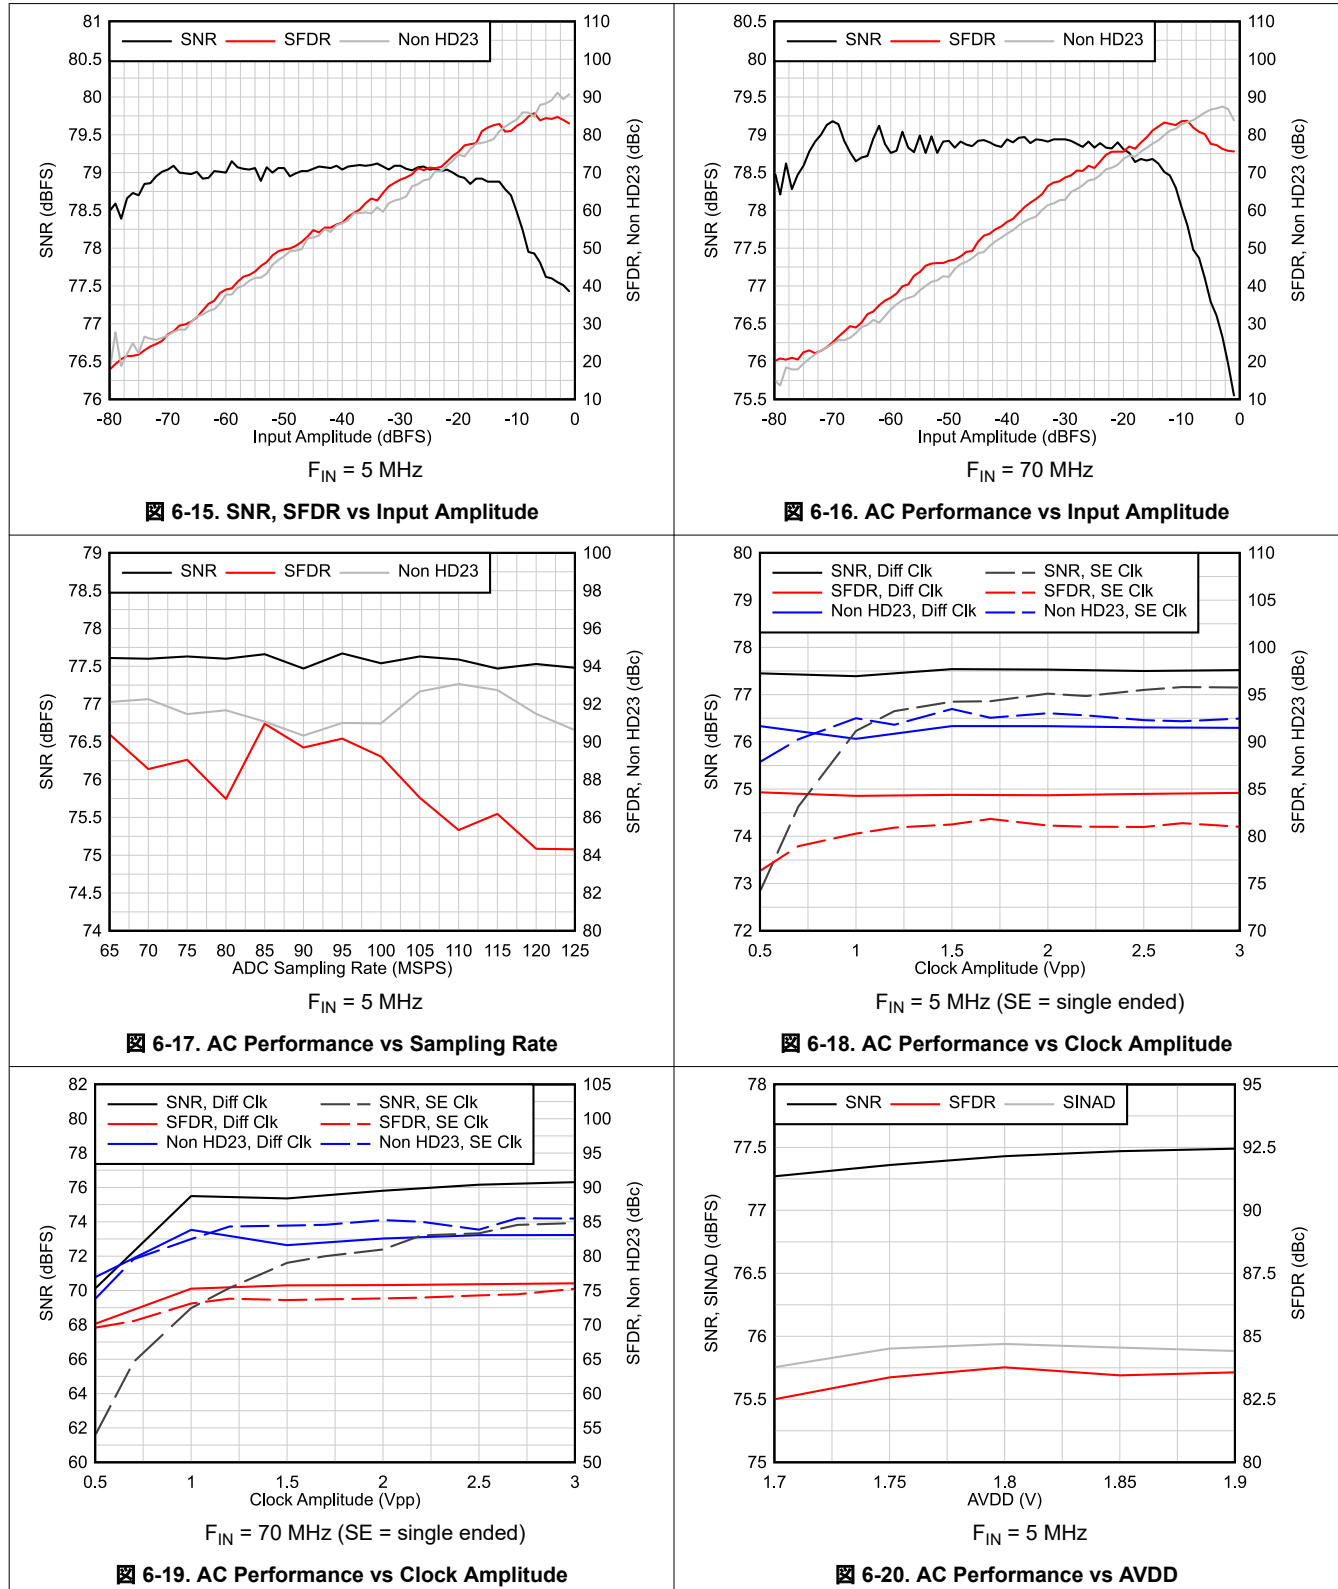 SNR SFDR Non HD23
81
80.5
80
79.5
79
78.5
78
77.5
77
76.5
76
110
100
90
80
70
60
50
40
30
20
10
-80 -70 -60 -50 -40 -30 -20 -10 0
SNR (dBFS)
SFDR, Non HD23 (dBc)
Input Amplitude (dBFS)
F_IN = 5 MHz
図 6-15. SNR, SFDR vs Input Amplitude
SNR SFDR Non HD23
80.5
80
79.5
79
78.5
78
77.5
77
76.5
76
75.5
110
100
90
80
70
60
50
40
30
20
10
-80 -70 -60 -50 -40 -30 -20 -10 0
SNR (dBFS)
SFDR, Non HD23 (dBc)
Input Amplitude (dBFS)
F_IN = 70 MHz
図 6-16. AC Performance vs Input Amplitude
SNR SFDR Non HD23
79
78.5
78
77.5
77
76.5
76
75.5
75
74.5
74
100
98
96
94
92
90
88
86
84
82
80
65 70 75 80 85 90 95 100 105 110 115 120 125
SNR (dBFS)
SFDR, Non HD23 (dBc)
ADC Sampling Rate (MSPS)
F_IN = 5 MHz
図 6-17. AC Performance vs Sampling Rate
SNR, Diff Clk SNR, SE Clk
SFDR, Diff Clk SFDR, SE Clk
Non HD23, Diff Clk Non HD23, SE Clk
80
79
78
77
76
75
74
73
72
110
105
100
95
90
85
80
75
70
0.5 1 1.5 2 2.5 3
SNR (dBFS)
SFDR, Non HD23 (dBc)
Clock Amplitude (Vpp)
F_IN = 5 MHz (SE = single ended)
図 6-18. AC Performance vs Clock Amplitude
SNR, Diff Clk SNR, SE Clk
SFDR, Diff Clk SFDR, SE Clk
Non HD23, Diff Clk Non HD23, SE Clk
82
80
78
76
74
72
70
68
66
64
62
60
105
100
95
90
85
80
75
70
65
60
55
50
0.5 1 1.5 2 2.5 3
SNR (dBFS)
SFDR, Non HD23 (dBc)
Clock Amplitude (Vpp)
F_IN = 70 MHz (SE = single ended)
図 6-19. AC Performance vs Clock Amplitude
SNR SFDR SINAD
78
77.5
77
76.5
76
75.5
75
95
92.5
90
87.5
85
82.5
80
1.7 1.75 1.8 1.85 1.9
SNR, SINAD (dBFS)
SFDR (dBc)
AVDD (V)
F_IN = 5 MHz
図 6-20. AC Performance vs AVDD